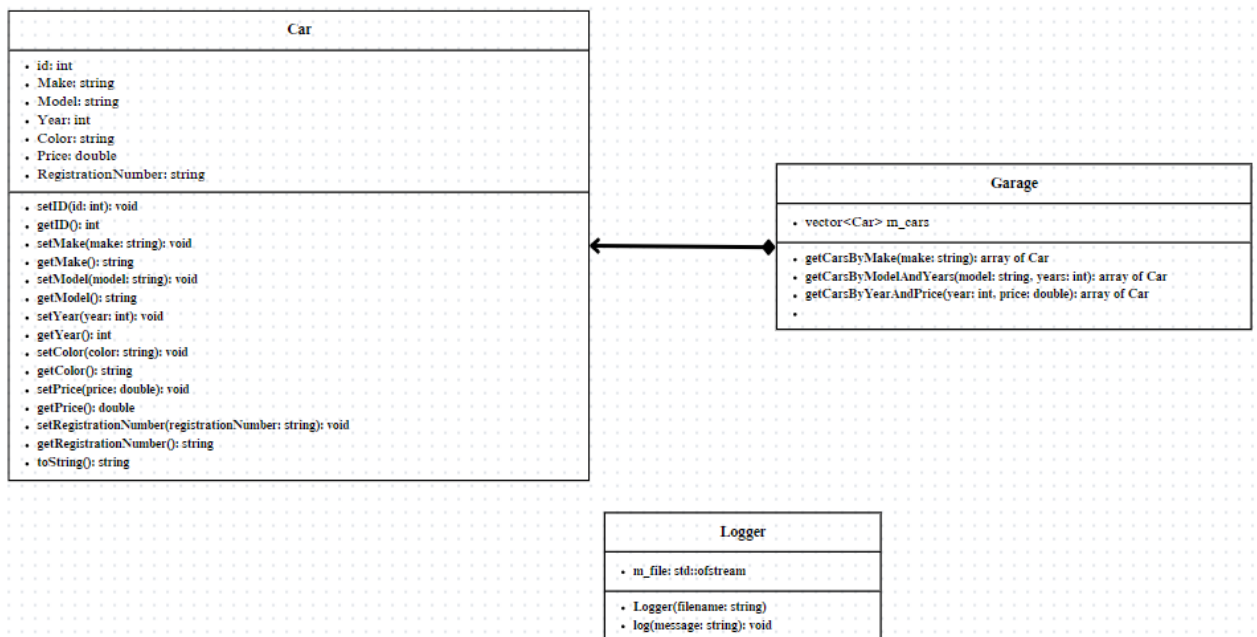 Car
id: int
Make: string
Model: string
Year: int
Color: string
Price: double
RegistrationNumber: string
setID(id: int): void
getID(): int
setMake(make: string): void
getMake(): string
setModel(model: string): void
getModel(): string
setYear(year: int): void
getYear(): int
setColor(color: string): void
getColor(): string
setPrice(price: double): void
getPrice(): double
setRegistrationNumber(registrationNumber: string): void
getRegistrationNumber(): string
toString(): string
Garage
vector<Car> m_cars
getCarsByMake(make: string): array of Car
getCarsByModelAndYears(model: string, years: int): array of Car
getCarsByYearAndPrice(year: int, price: double): array of Car
Logger
m_file: std::ofstream
Logger(filename: string)
log(message: string): void